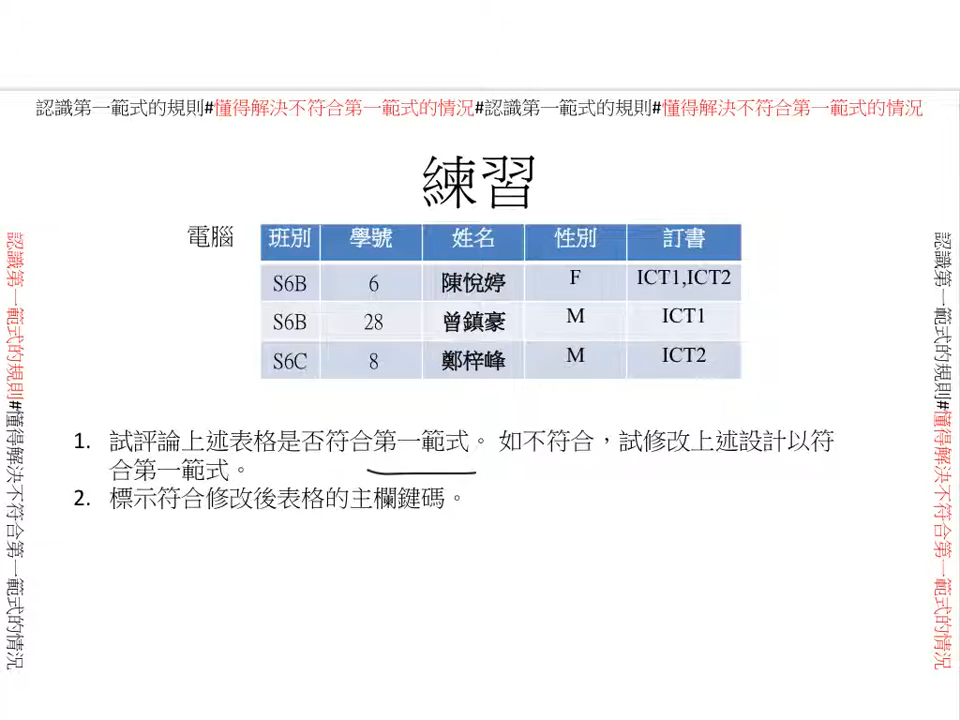 認識第一範式的規則#懂得解決不符合第一範式的情況#認識第一範式的規則#懂得解決不符合第一範式的情況
練習
電腦
班別 學號 姓名 性別 訂書
S6B 6 陳悅婷 F ICT1,ICT2
S6B 28 曾鎮豪 M ICT1
S6C 8 鄭梓峰 M ICT2
1. 試評論上述表格是否符合第一範式。 如不符合，試修改上述設計以符
合第一範式。
2. 標示符合修改後表格的主欄鍵碼。
認識第一範式的規則#懂得解決不符合第一範式的情況
認識第一範式的規則#懂得解決不符合第一範式的情況